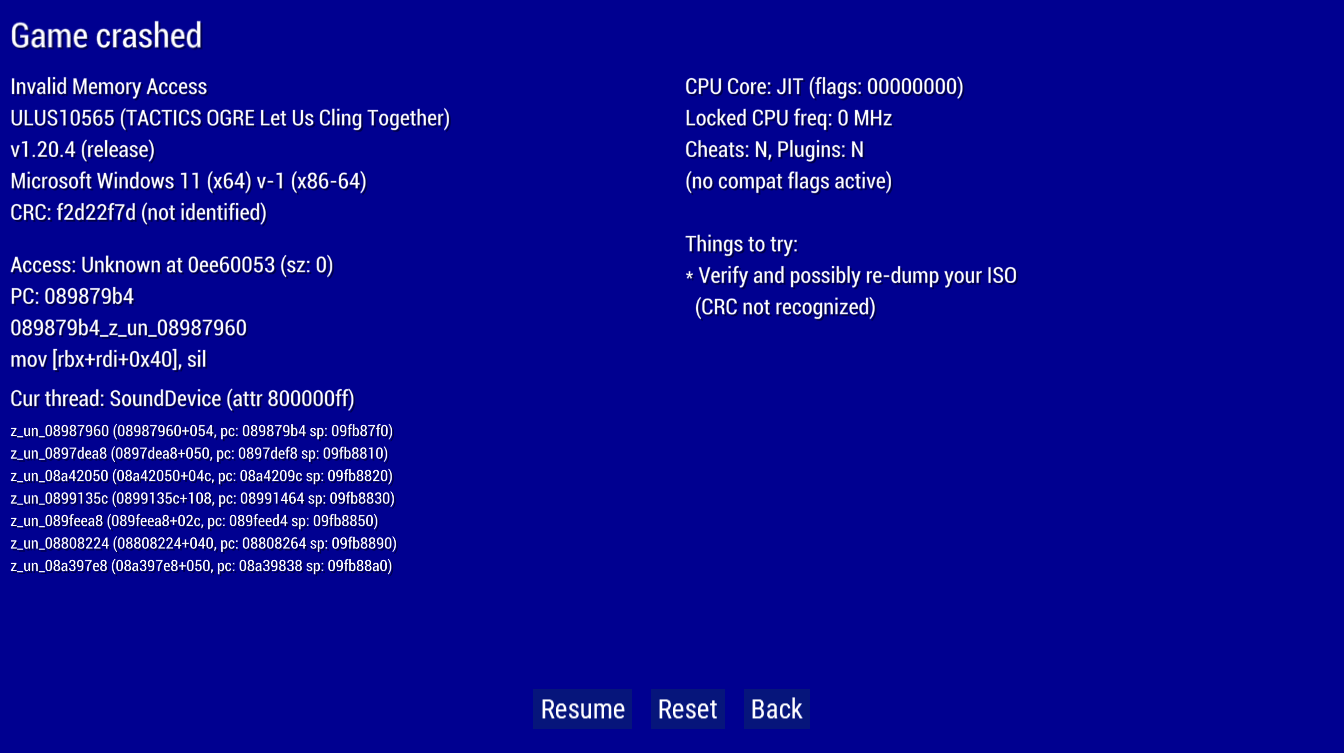 Game crashed
Invalid Memory Access
ULUS10565 (TACTICS OGRE Let Us Cling Together)
v1.20.4 (release)
Microsoft Windows 11 (x64) v-1 (x86-64)
CRC: f2d22f7d (not identified)
Access: Unknown at 0ee60053 (sz: 0)
PC: 089879b4
089879b4_z_un_08987960
mov [rbx+rdi+0x40], sil
Cur thread: SoundDevice (attr 800000ff)
z_un_08987960 (08987960+054, pc: 089879b4 sp: 09fb87f0)
z_un_0897dea8 (0897dea8+050, pc: 0897def8 sp: 09fb8810)
z_un_08a42050 (08a42050+04c, pc: 08a4209c sp: 09fb8820)
z_un_0899135c (0899135c+108, pc: 08991464 sp: 09fb8830)
z_un_089feea8 (089feea8+02c, pc: 089feed4 sp: 09fb8850)
z_un_08808224 (08808224+040, pc: 08808264 sp: 09fb8890)
z_un_08a397e8 (08a397e8+050, pc: 08a39838 sp: 09fb88a0)
CPU Core: JIT (flags: 00000000)
Locked CPU freq: 0 MHz
Cheats: N, Plugins: N
(no compat flags active)
Things to try:
* Verify and possibly re-dump your ISO
(CRC not recognized)
Resume
Reset
Back